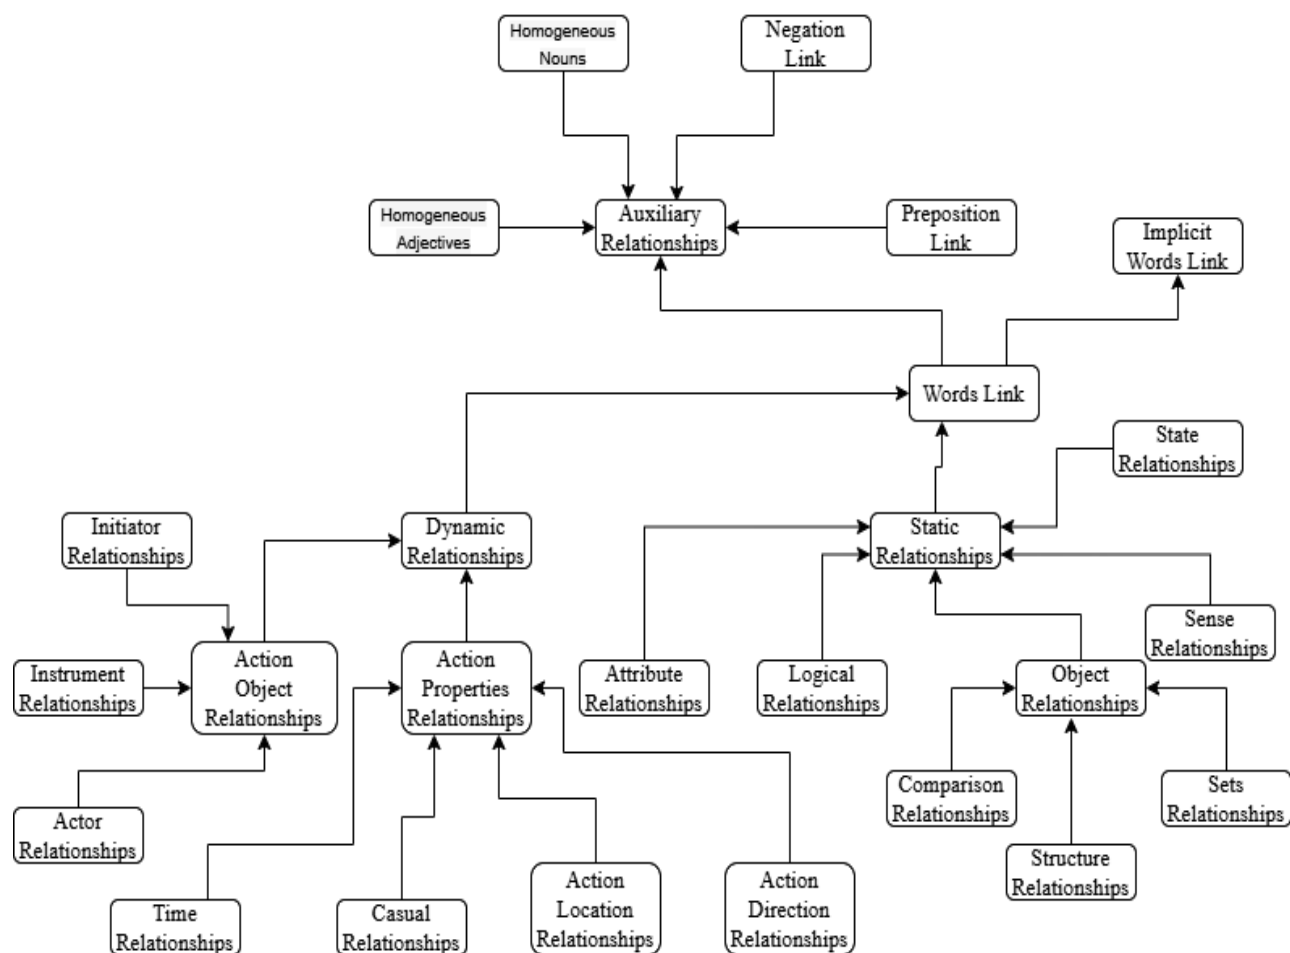 Homogeneous
Nouns
Negation
Link
Homogeneous
Adjectives
Auxiliary
Relationships
Preposition
Link
Implicit
Words Link
Words Link
State
Relationships
Initiator
Relationships
Dynamic
Relationships
Static
Relationships
Sense
Relationships
Instrument
Relationships
Action
Object
Relationships
Action
Properties
Relationships
Attribute
Relationships
Logical
Relationships
Object
Relationships
Comparison
Relationships
Sets
Relationships
Actor
Relationships
Structure
Relationships
Time
Relationships
Casual
Relationships
Action
Location
Relationships
Action
Direction
Relationships